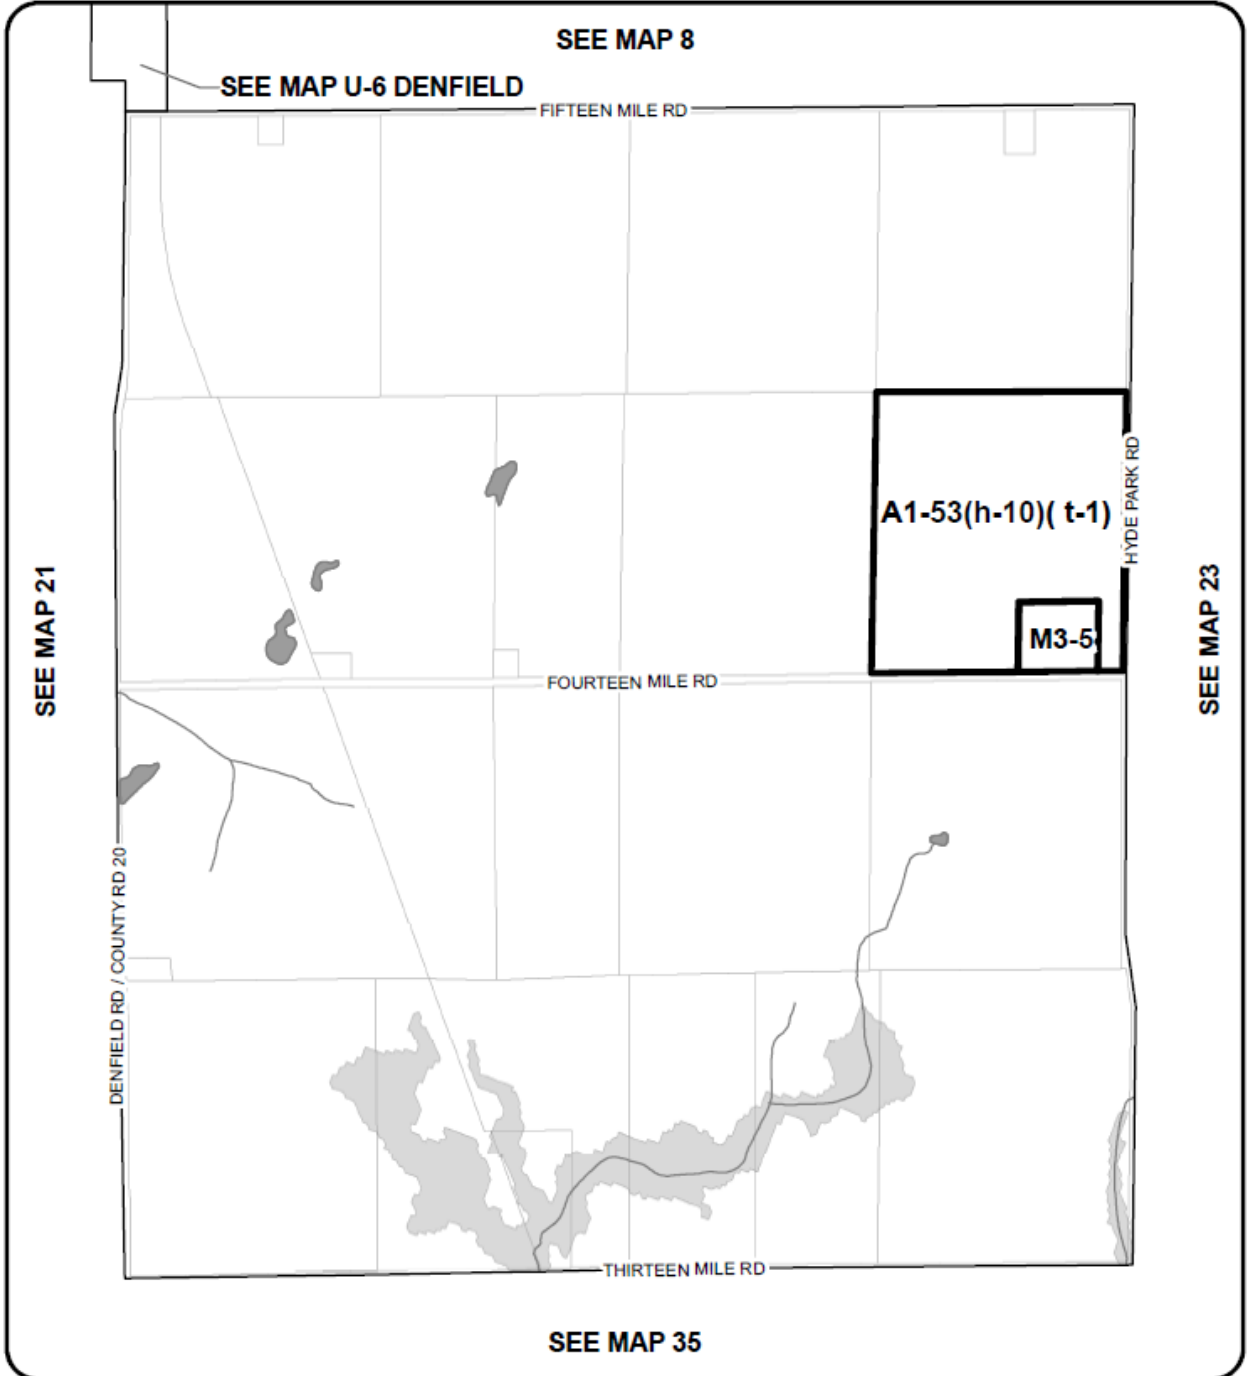 SEE MAP 8
SEE MAP U-6 DENFIELD
FIFTEEN MILE RD
HYDE PARK RD
A1-53(h-10)( t-1)
SEE MAP 21
SEE MAP 23
M3-5
FOURTEEN MILE RD
DENFIELD RD / COUNTY RD 20
THIRTEEN MILE RD
SEE MAP 35